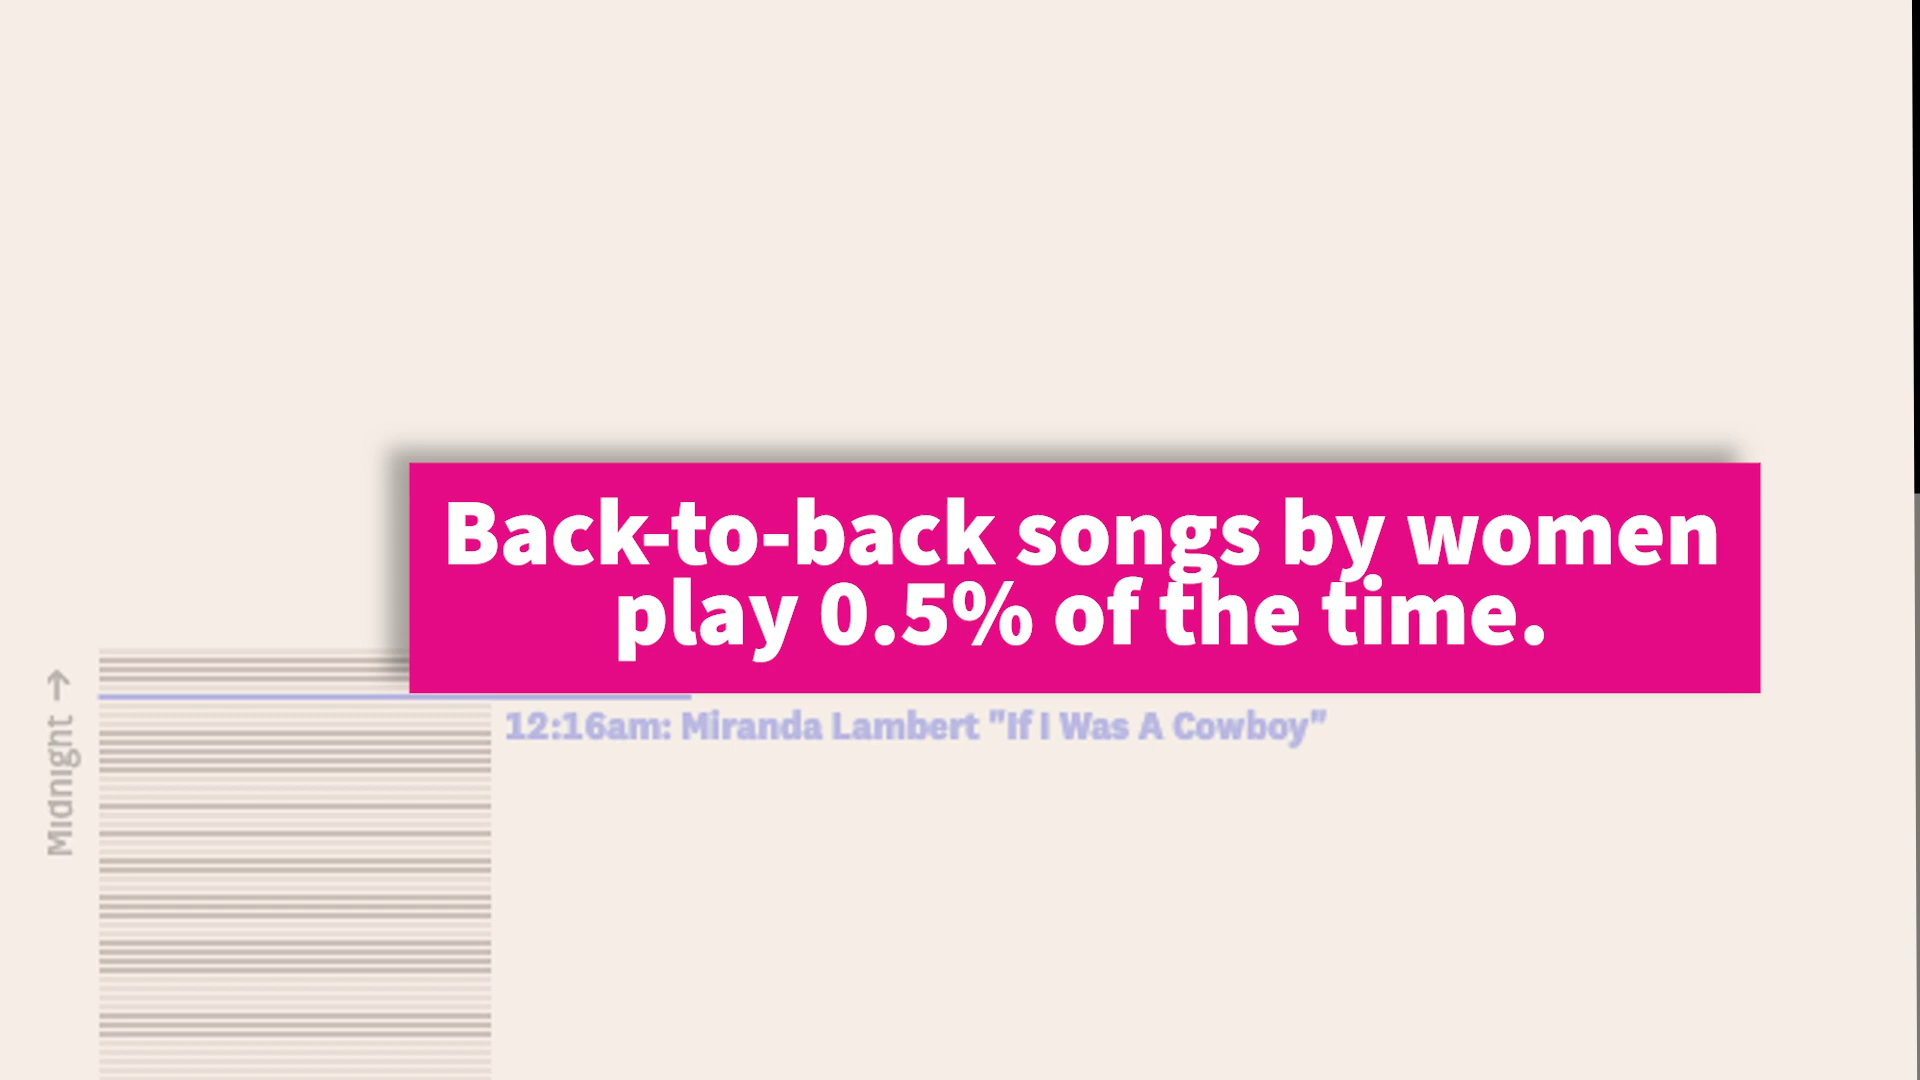 Back-to-back songs by women
play 0.5% of the time.
Midnight →
12:16am: Miranda Lambert "If I Was A Cowboy"